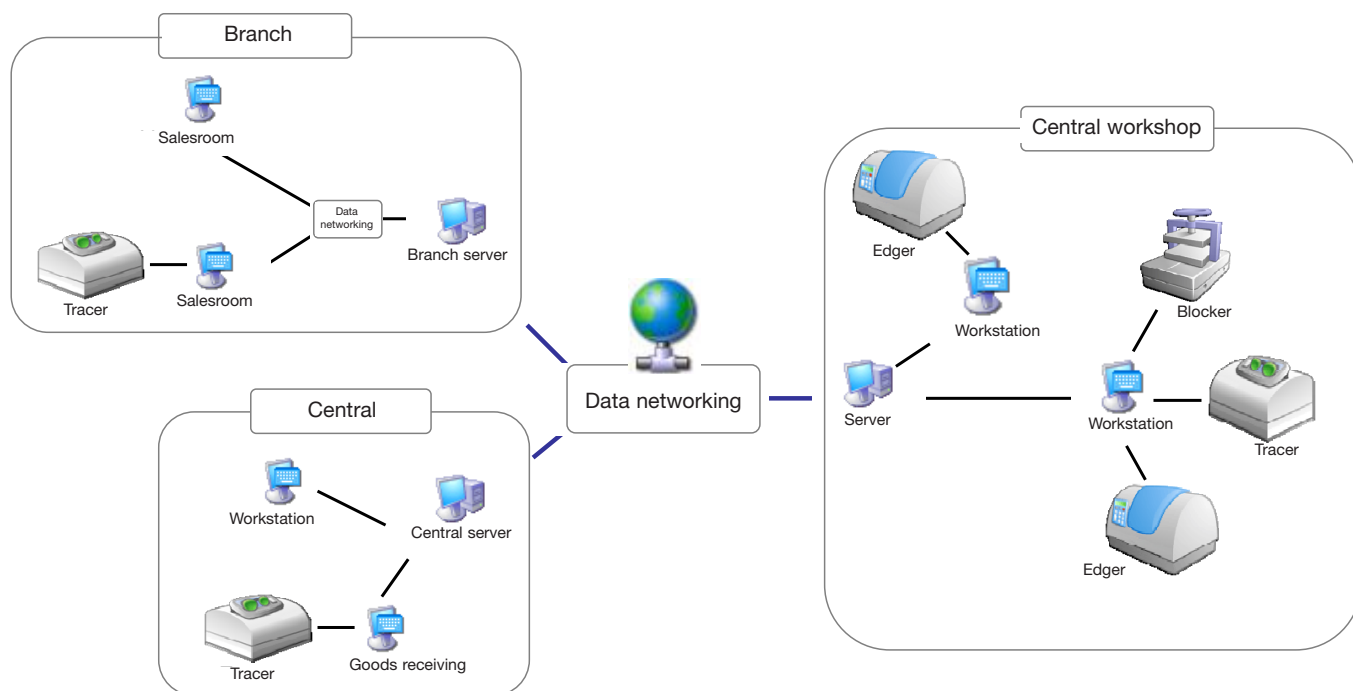 Branch
Salesroom
Data
networking
Branch server
Tracer
Salesroom
Central
Workstation
Central server
Tracer
Goods receiving
Data networking
Central workshop
Edger
Workstation
Blocker
Server
Workstation
Tracer
Edger